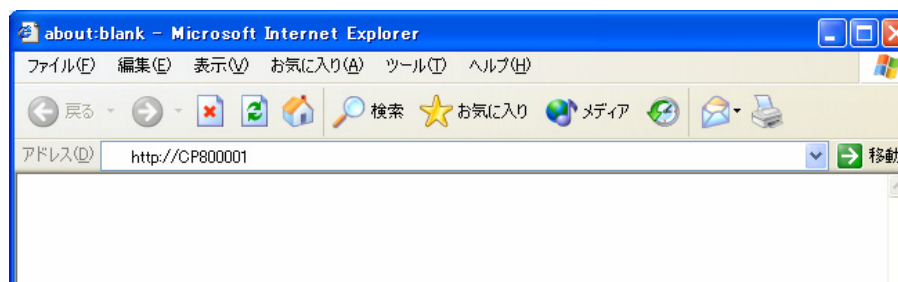 about:blank - Microsoft Internet Explorer
ファイル(F) 編集(E) 表示(V) お気に入り(A) ツール(T) ヘルプ(H)
戻る 検索 お気に入り メディア
アドレス(D) http://CP800001 移動